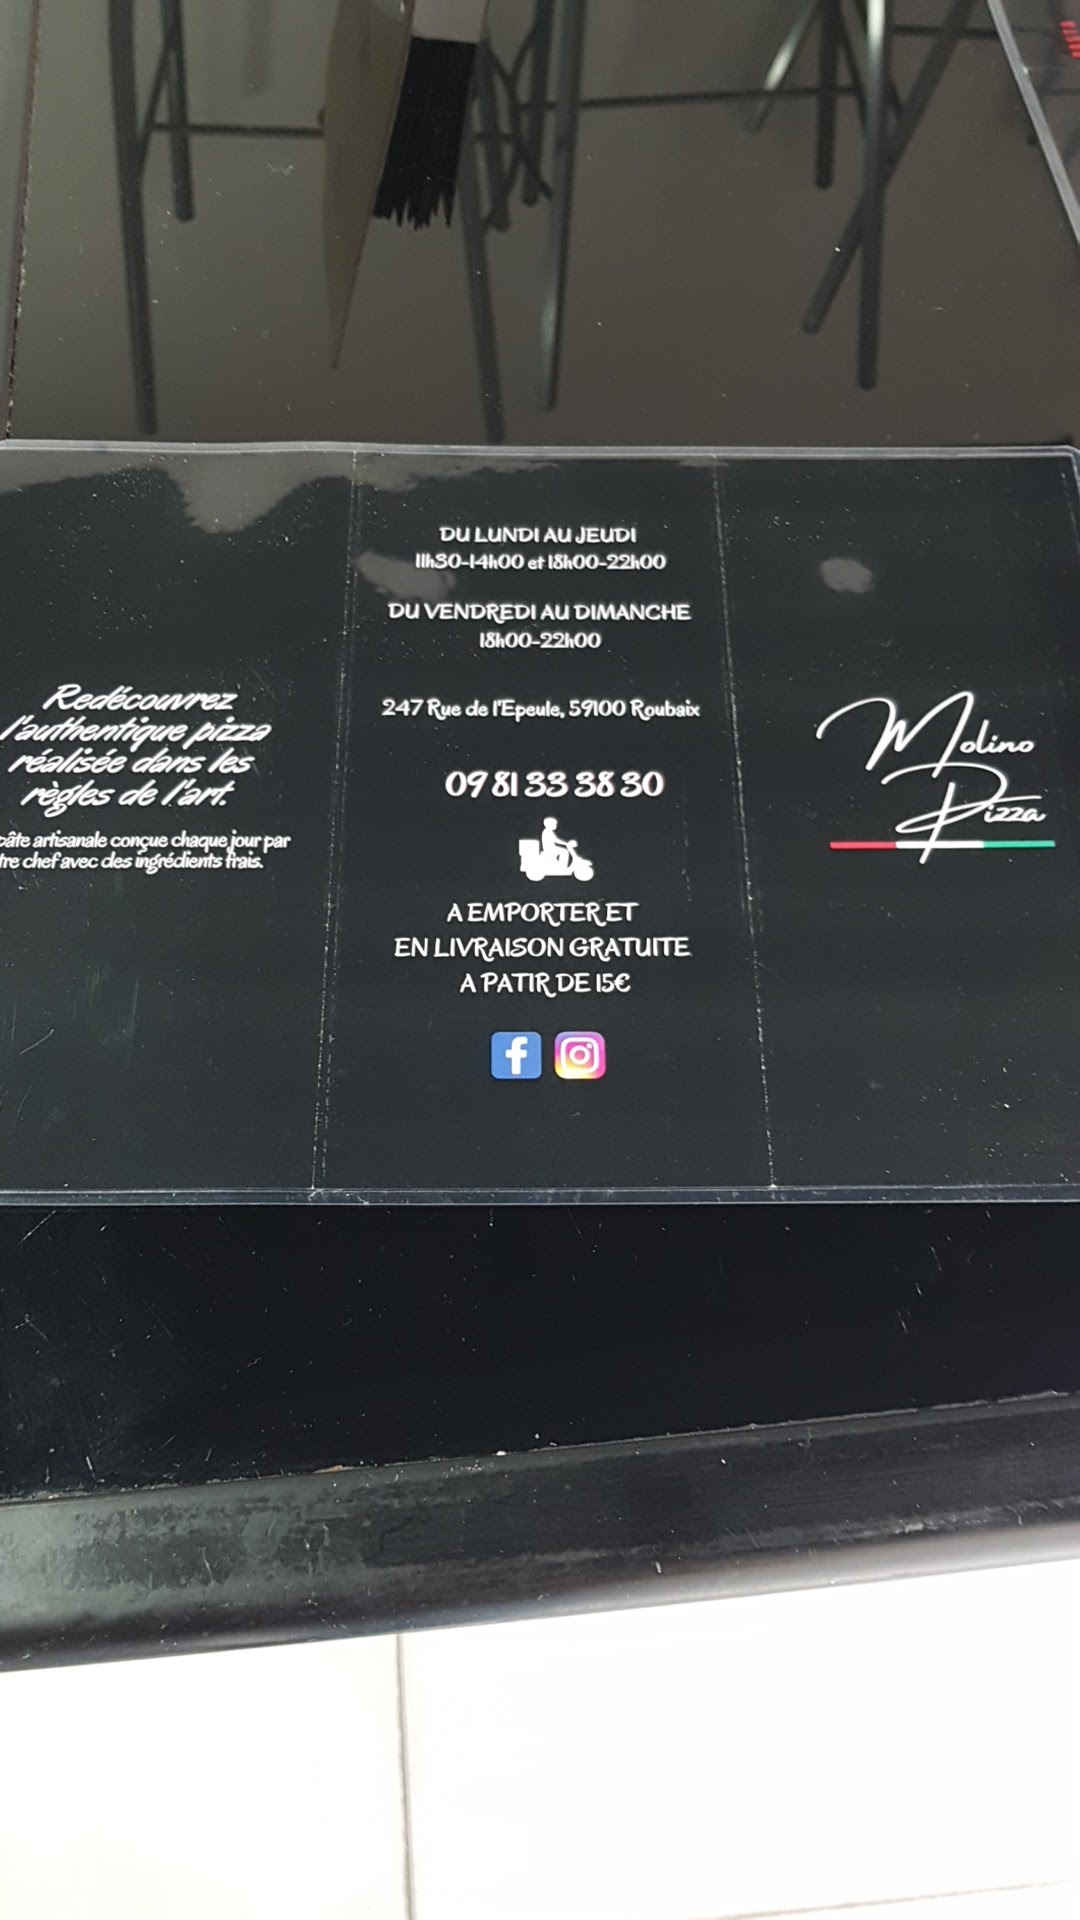 Redécouvrez
l'authentique pizza
réalisée dans les
règles de l'art.
pâte artisanale conçue chaque jour par
chef avec des ingrédients frais.
DU LUNDI AU JEUDI
11h30-14h00 et 18h00-22h00
DU VENDREDI AU DIMANCHE
18h00-22h00
247 Rue de l'Epeule, 59100 Roubaix
09 81 33 38 30
A EMPORTER ET
EN LIVRAISON GRATUITE
A PATIR DE 15€
Molino
Pizza